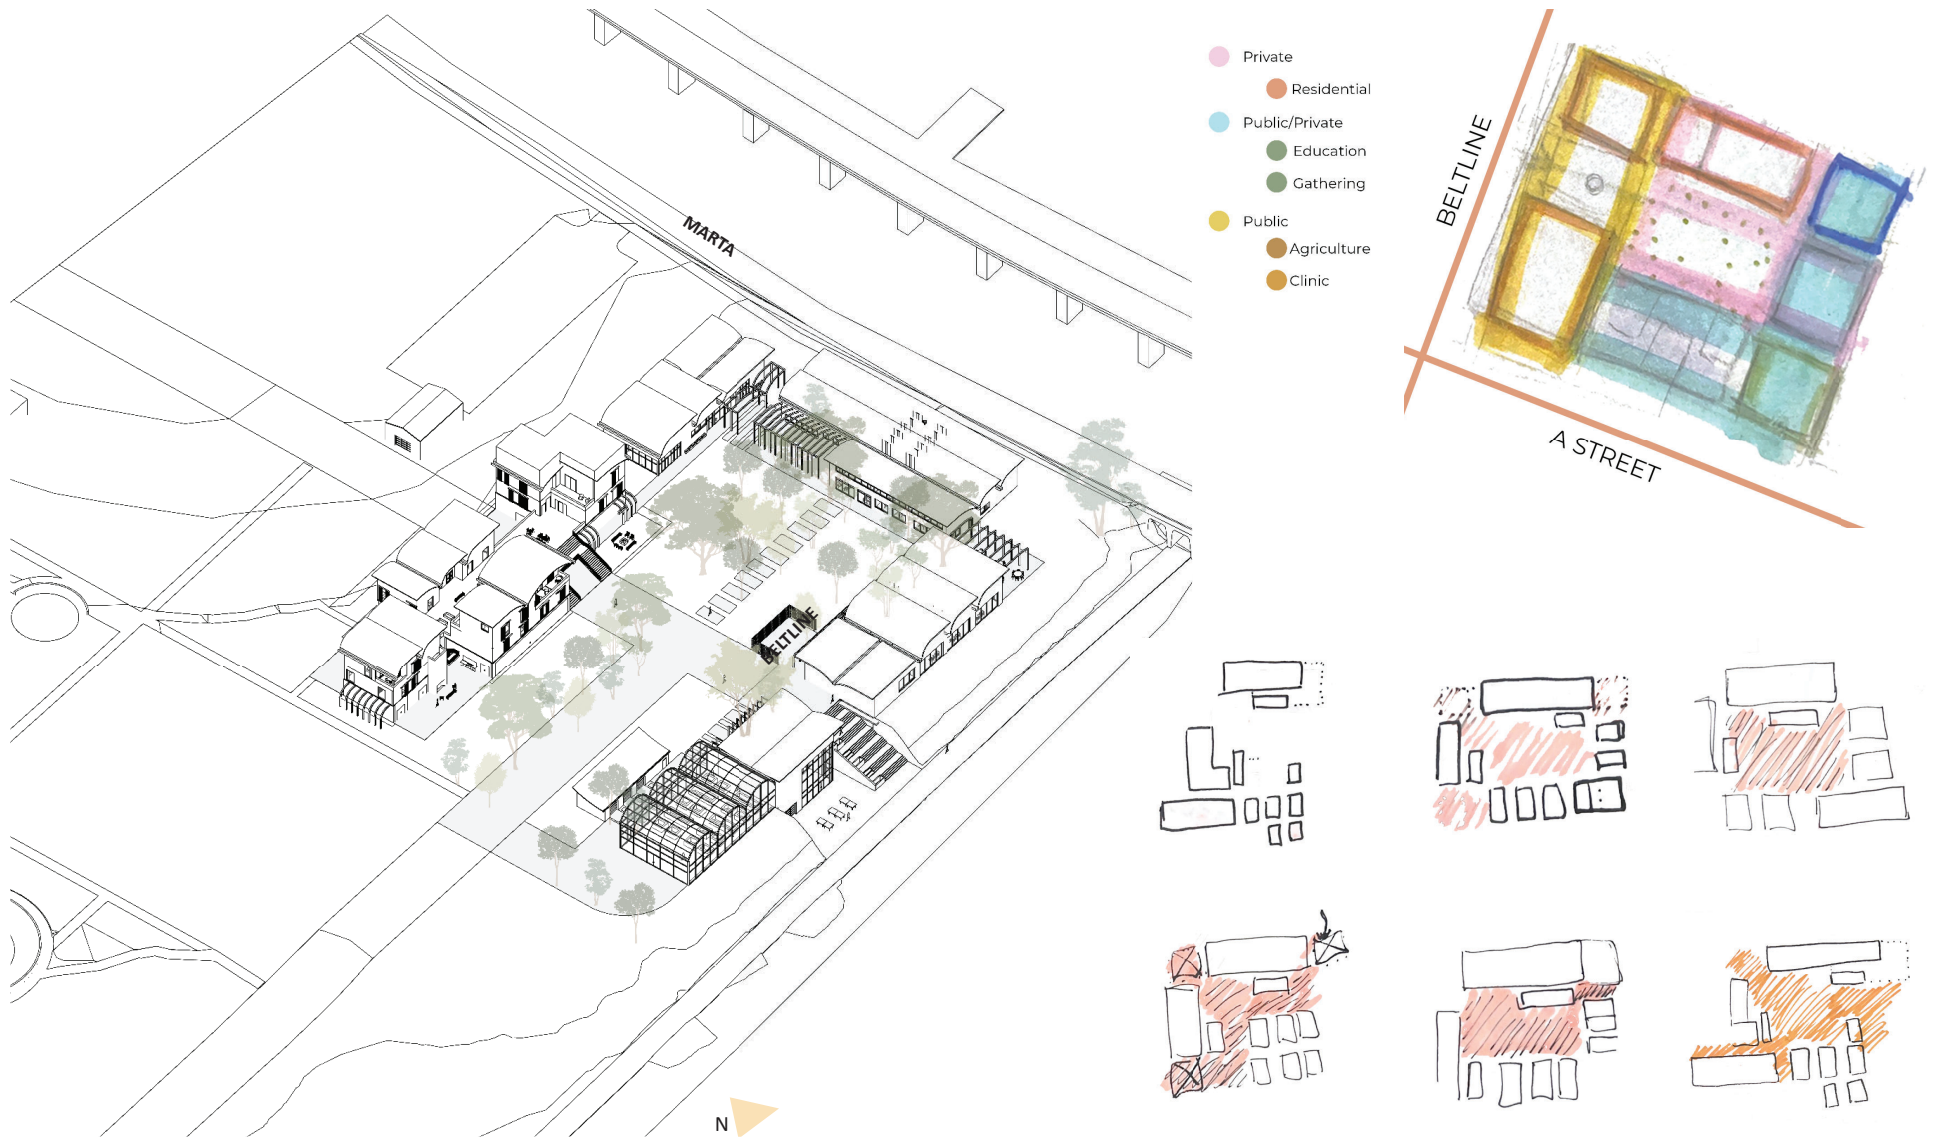 MARTA
BELTLINE
N
Private
Residential
Public/Private
Education
Gathering
Public
Agriculture
Clinic
BELTLINE
A STREET